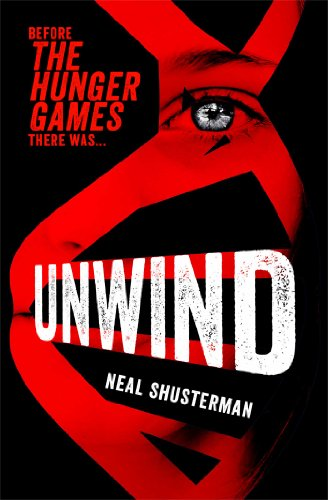 BEFORE
THE
HUNGER
GAMES
THERE WAS...
UNWIND
NEAL SHUSTERMAN